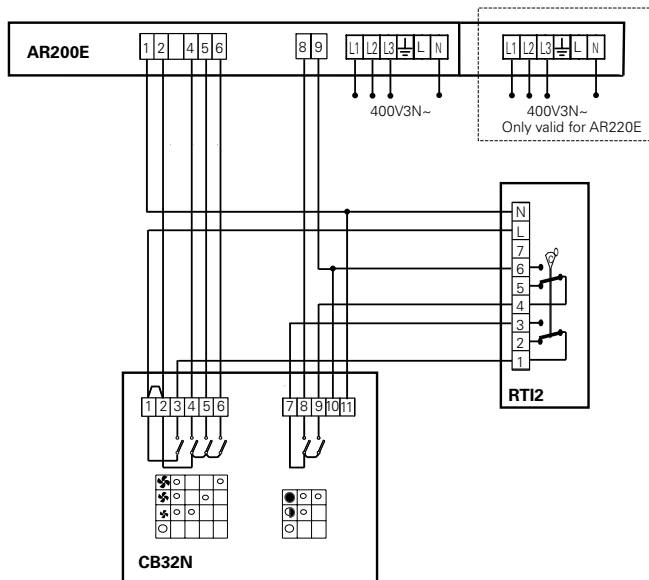 AR200E
1 2 4 5 6
8 9
L1 L2 L3 L N
L1 L2 L3 L N
400V3N~
400V3N~
Only valid for AR220E
N
L
7
6
5
4
3
2
1
RTI2
1 2 3 4 5 6
7 8 9 10 11
CB32N